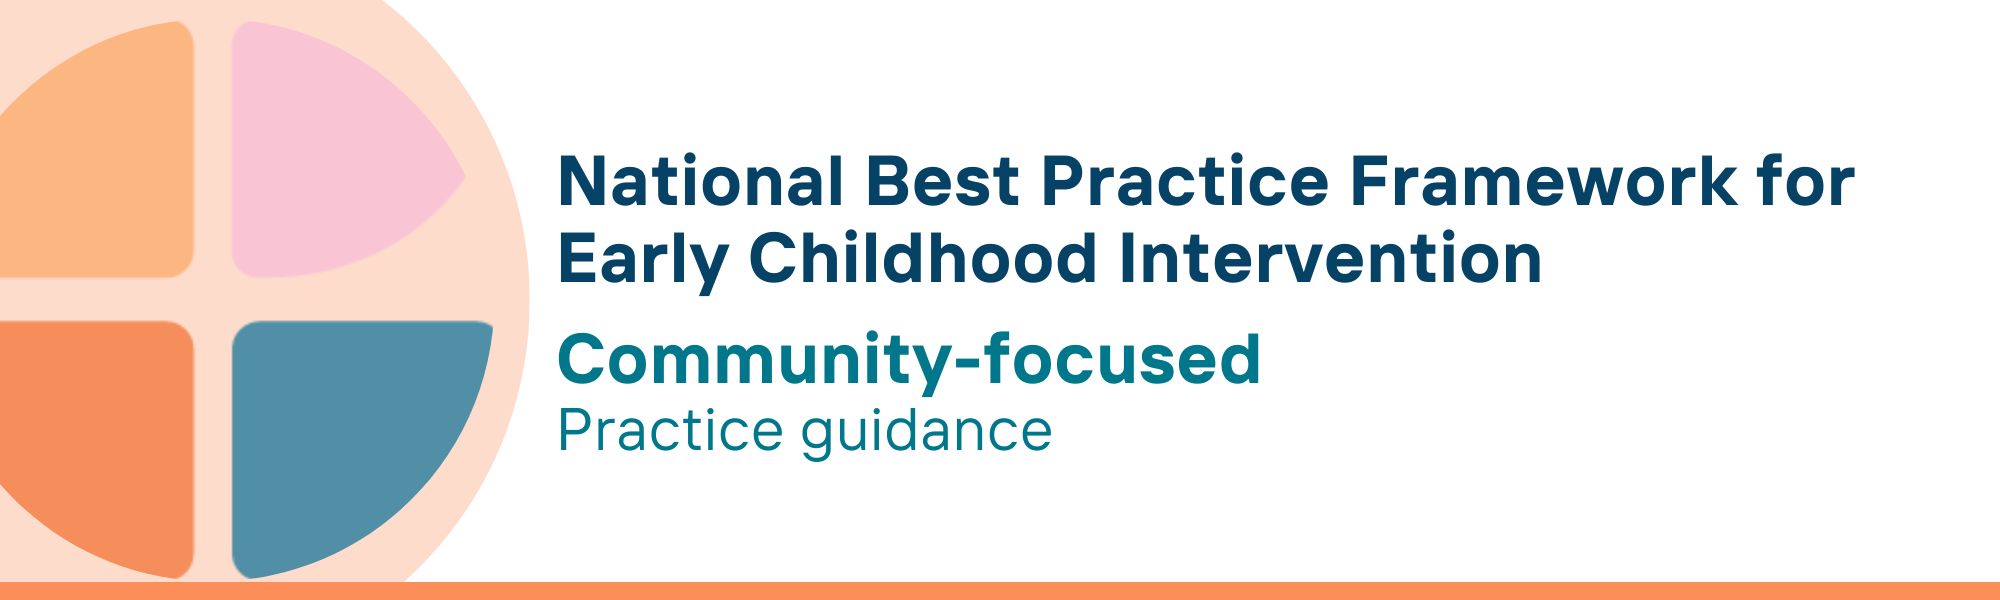 National Best Practice Framework for
Early Childhood Intervention
Community-focused
Practice guidance